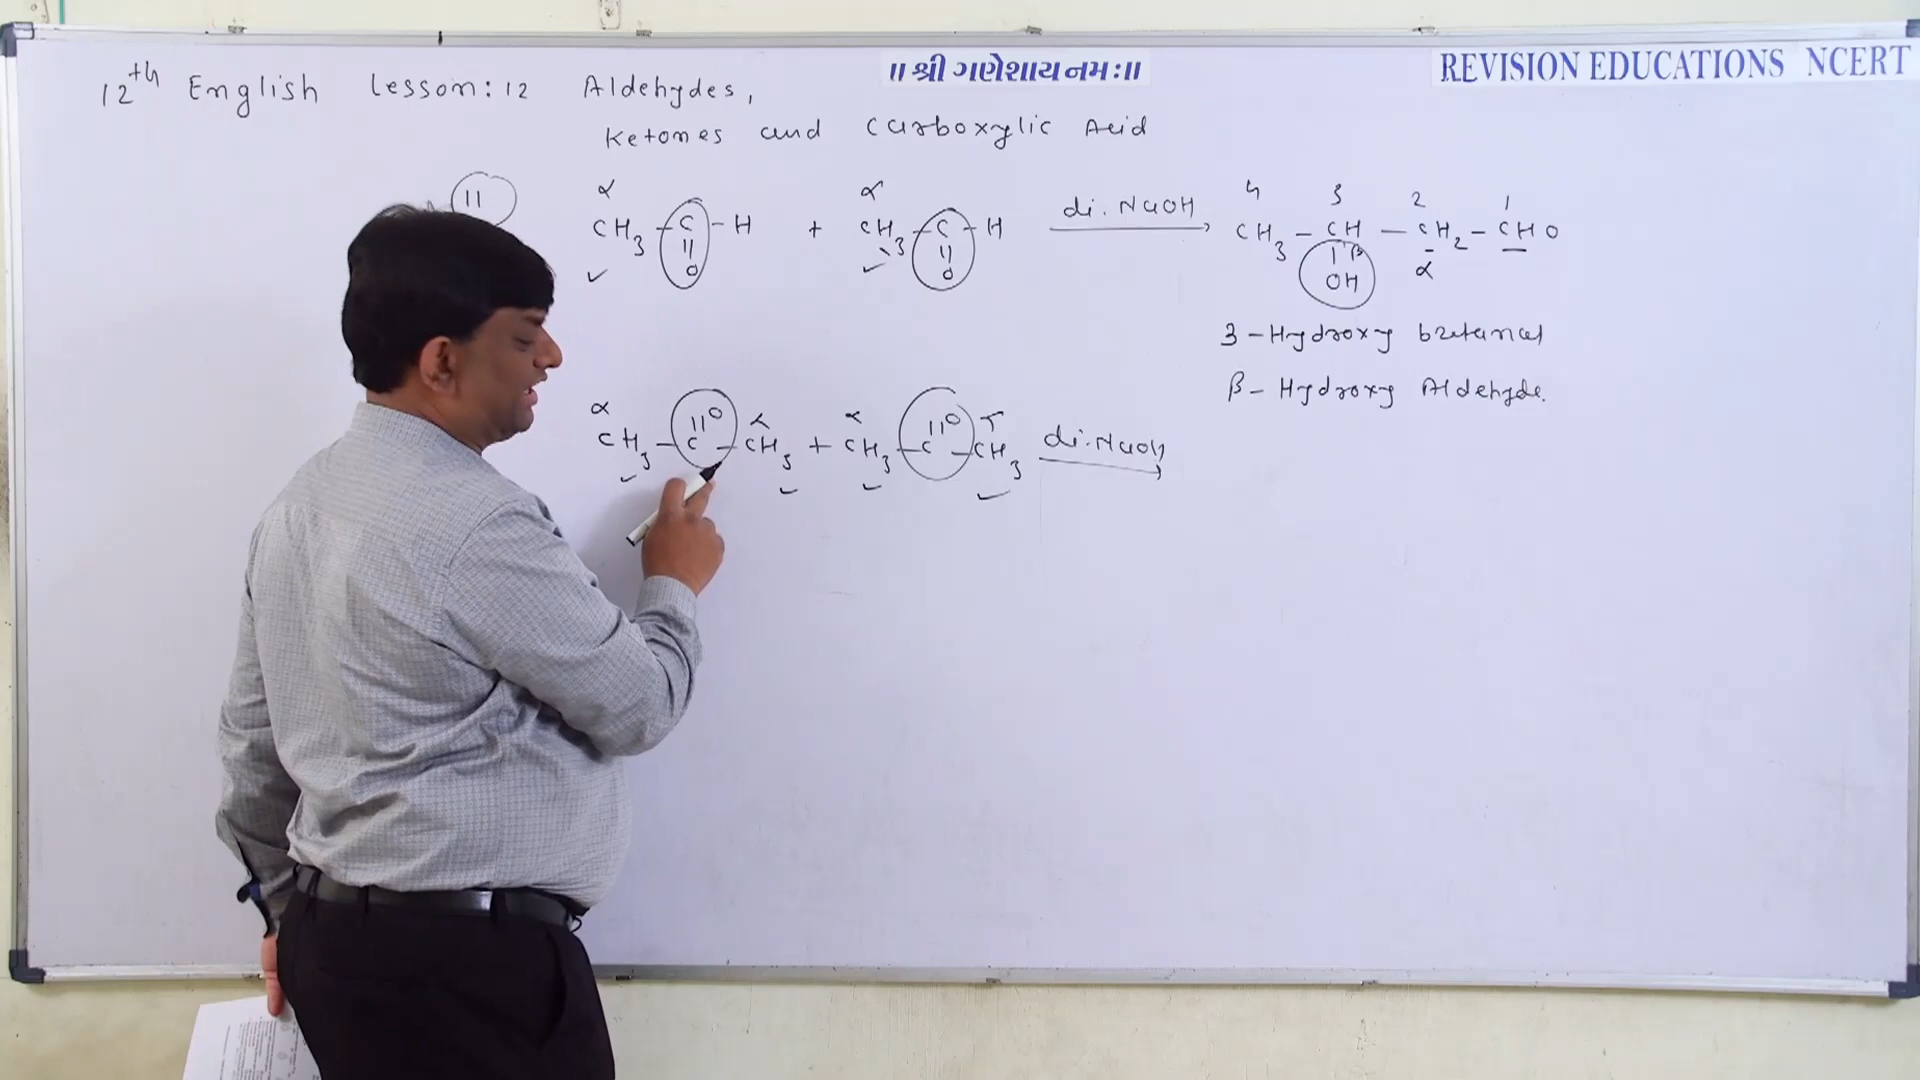 ॥ શ્રી ગણેશાય નમઃ॥
REVISION EDUCATIONS NCERT
12th English Lesson: 12 Aldehydes,
Ketones and Carboxylic Acid
α α 4 3 2 1
CH3 - C - H + CH3 - C - H di. NaOH CH3 - CH - CH2 - CHO
|| || | β α
O O OH
3 - Hydroxy butanal
β - Hydroxy Aldehyde.
α || O α α || O
CH3 - C - CH3 + CH3 - C - CH3 di. NaOH